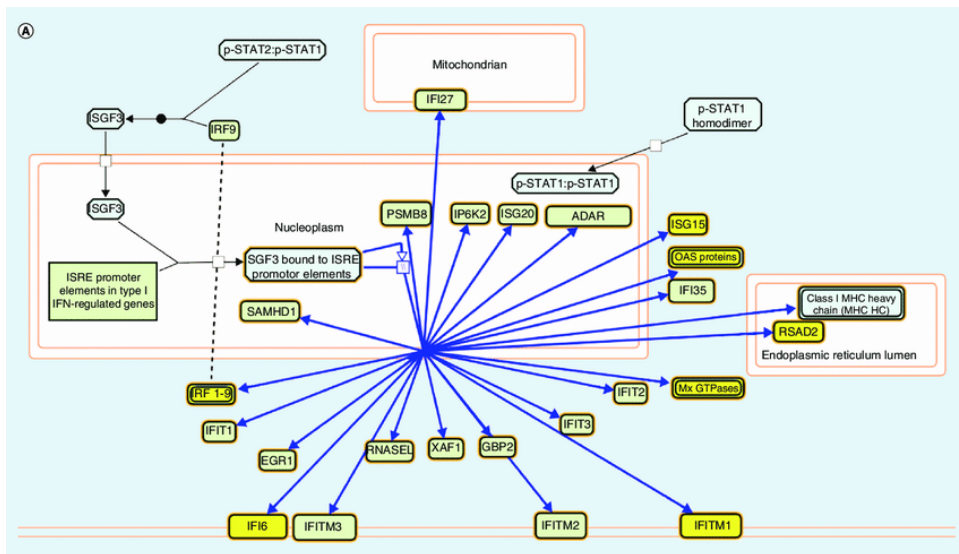 A
p-STAT2:p-STAT1
Mitochondrian
IFI27
p-STAT1
homodimer
ISGF3
IRF9
p-STAT1:p-STAT1
ISGF3
PSMB8
IP6K2
ISG20
ADAR
Nucleoplasm
ISG15
SGF3 bound to ISRE
promotor elements
OAS proteins
ISRE promoter
elements in type I
IFN-regulated genes
IFI35
SAMHD1
Class I MHC heavy
chain (MHC HC)
RSAD2
Endoplasmic reticulum lumen
IRF 1-9
IFIT2
Mx GTPases
IFIT1
IFIT3
EGR1
RNASEL
XAF1
GBP2
IFI6
IFITM3
IFITM2
IFITM1